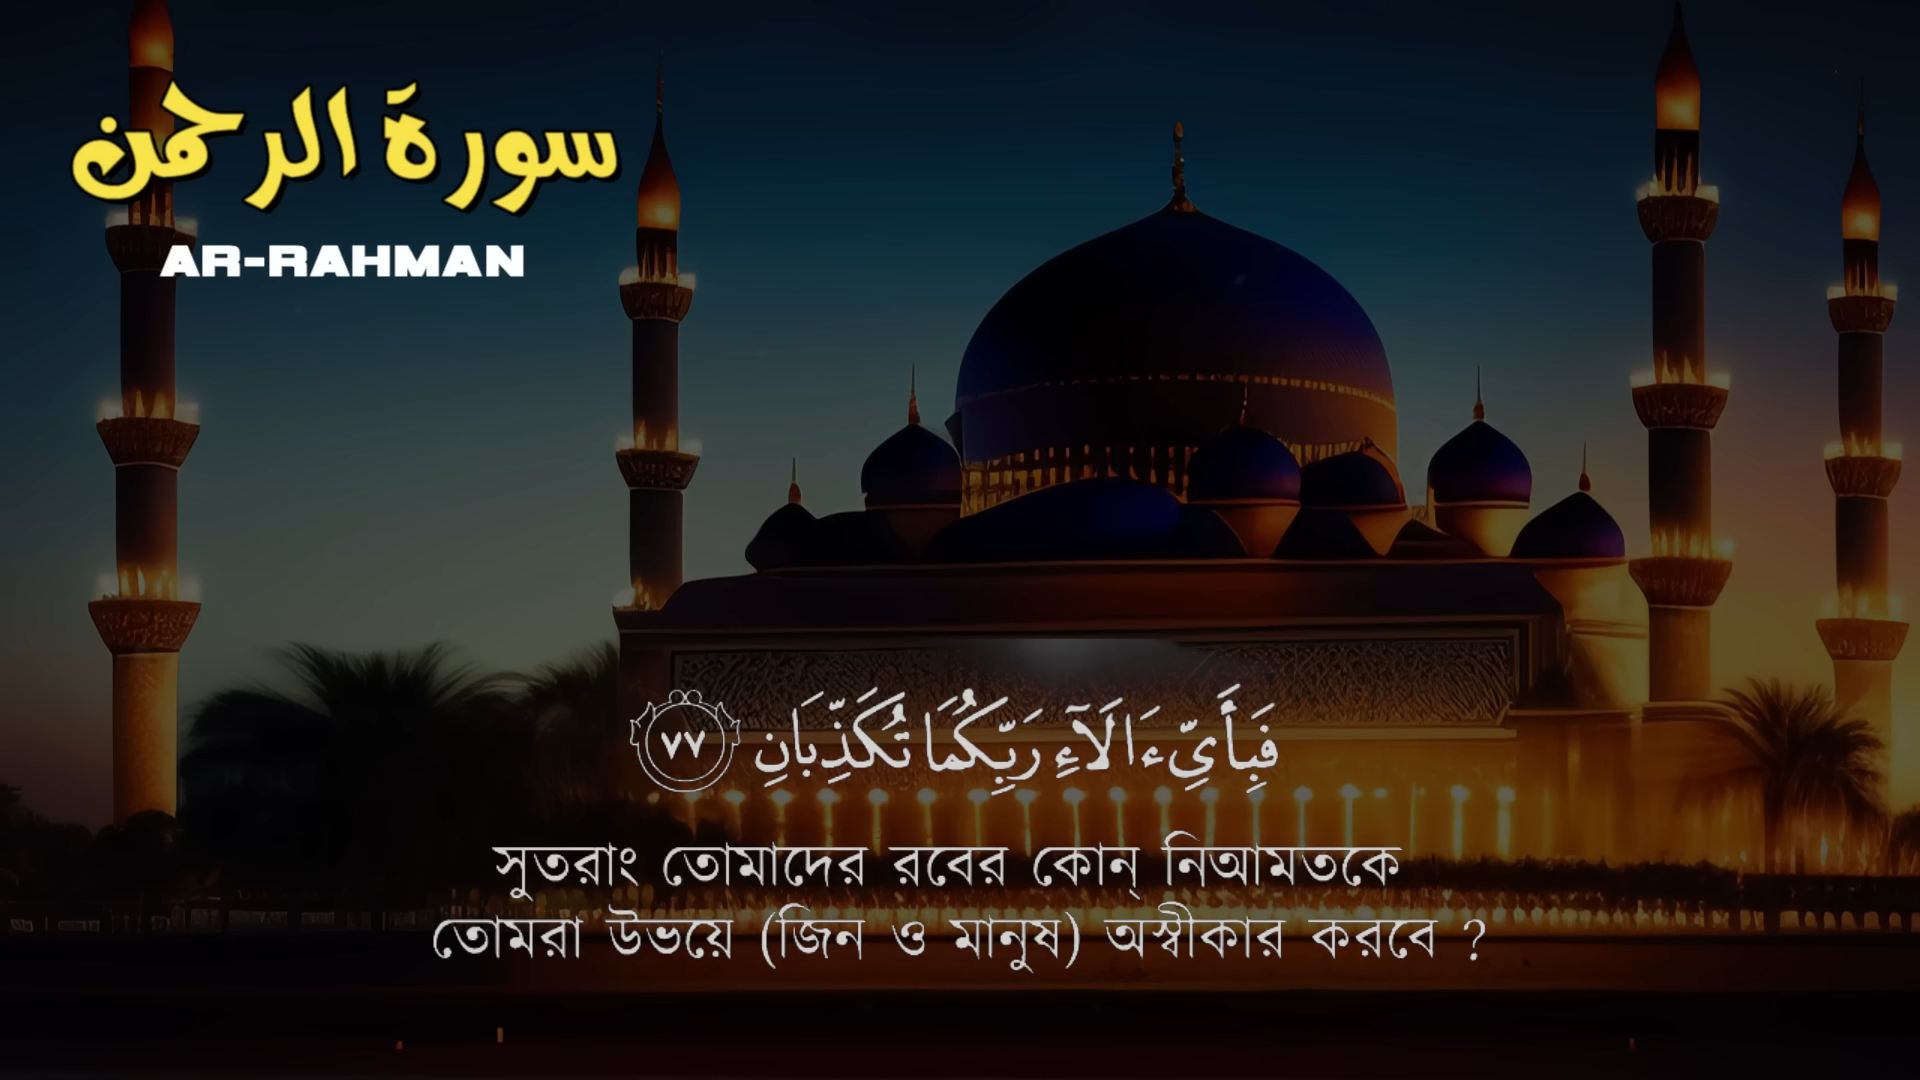 سورة الرحمن
AR-RAHMAN
فَبِأَيِّ ءَالَآءِ رَبِّكُمَا تُكَذِّبَانِ ٧٧
সুতরাং তোমাদের রবের কোন্ নিআমতকে
তোমরা উভয়ে (জিন ও মানুষ) অস্বীকার করবে ?